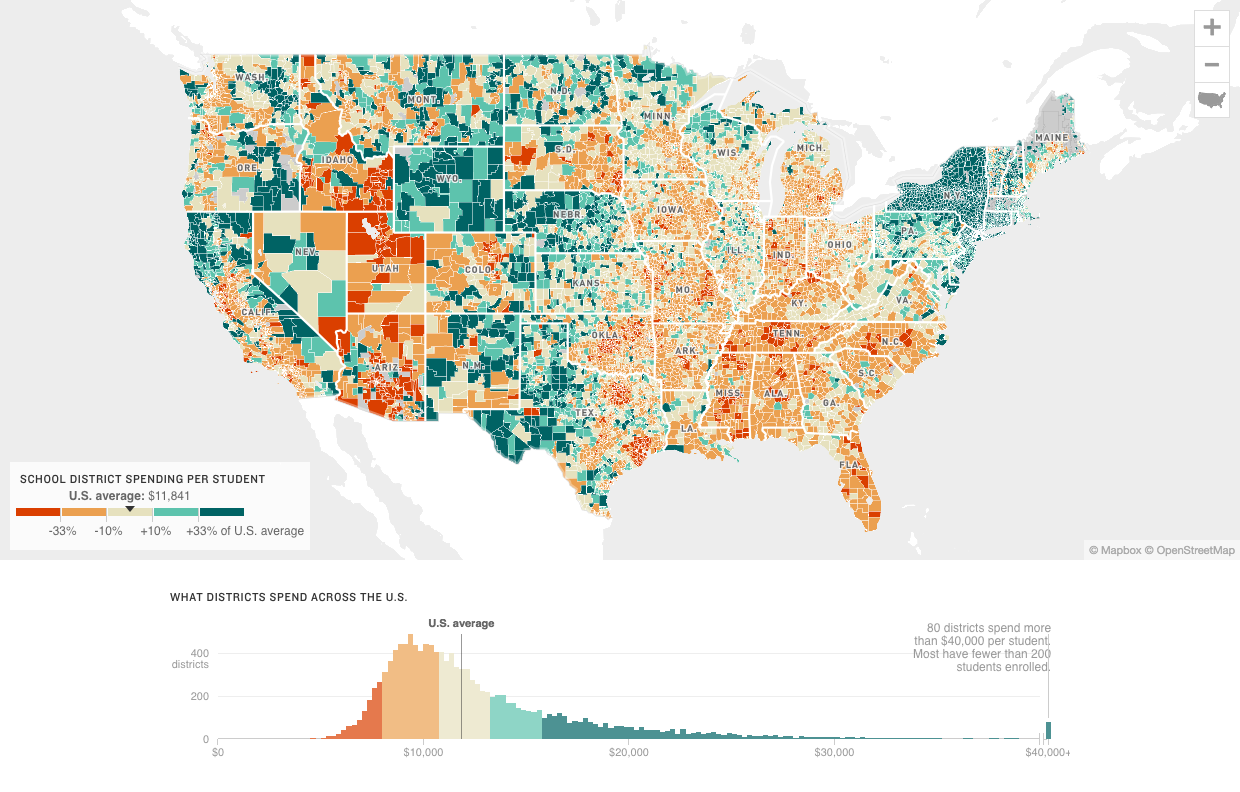 WASH.
MONT.
N.D.
MINN.
MAINE
ORE.
IDAHO
S.D.
WIS.
MICH.
WYO.
NEBR.
IOWA
PA.
NEV.
UTAH
COLO.
KANS.
MO.
ILL.
IND.
OHIO
KY.
VA.
CALIF.
ARIZ.
N.M.
OKLA.
ARK.
TENN.
N.C.
S.C.
TEX.
LA.
MISS.
ALA.
GA.
FLA.
SCHOOL DISTRICT SPENDING PER STUDENT
U.S. average: $11,841
-33% -10% +10% +33% of U.S. average
© Mapbox © OpenStreetMap
WHAT DISTRICTS SPEND ACROSS THE U.S.
U.S. average
80 districts spend more
than $40,000 per student.
Most have fewer than 200
students enrolled.
400
districts
200
0
$0 $10,000 $20,000 $30,000 $40,000+